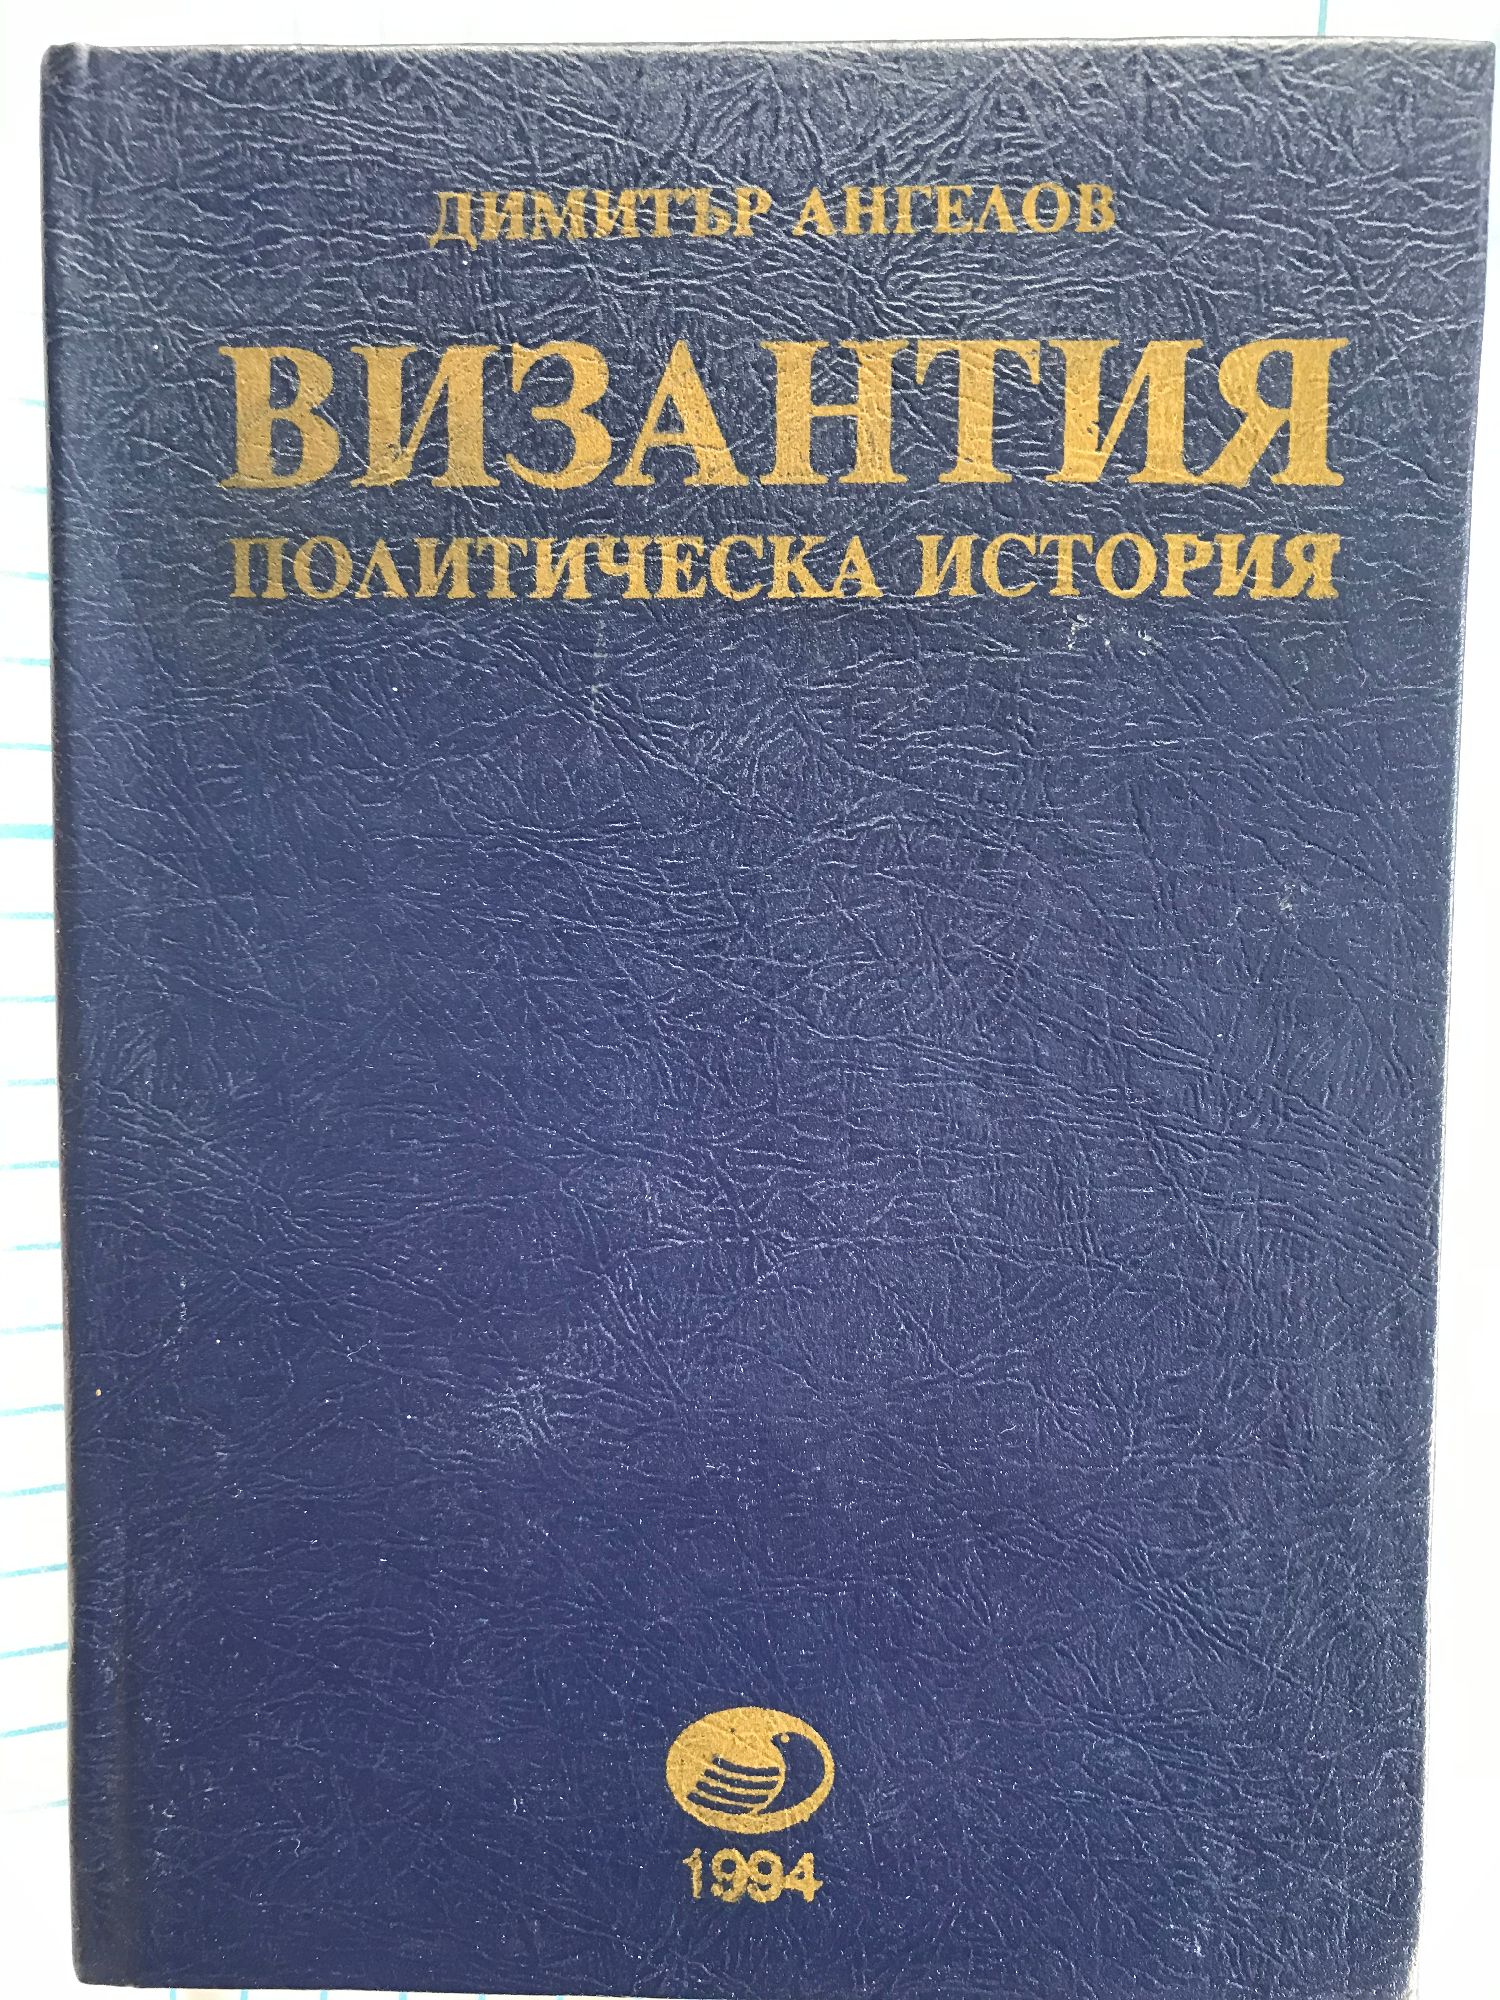 ДИМИТЪР АНГЕЛОВ
ВИЗАНТИЯ
ПОЛИТИЧЕСКА ИСТОРИЯ
1994